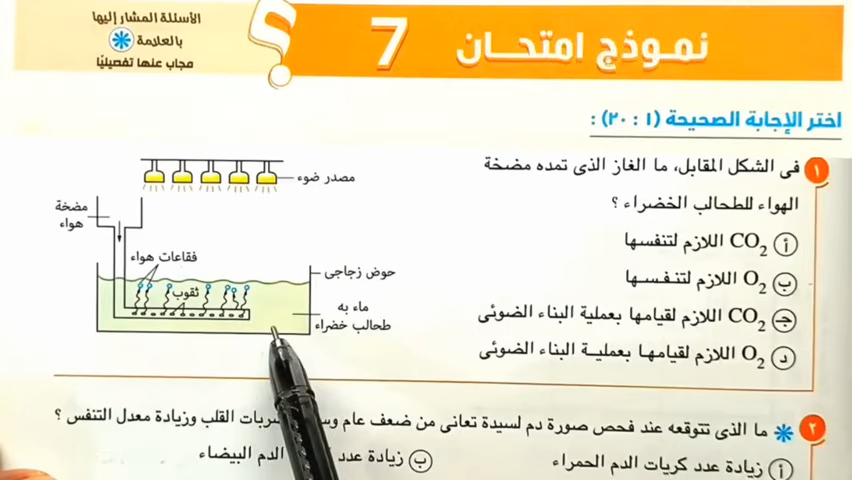 نموذج امتحان 7
الأسئلة المشار إليها
بالعلامة
مجاب عنها تفصيليًا
اختر الإجابة الصحيحة (١ : ٢٠) :
١ فى الشكل المقابل، ما الغاز الذى تمده مضخة
الهواء للطحالب الخضراء ؟
أ CO₂ اللازم لتنفسها
ب O₂ اللازم لتنفسها
جـ CO₂ اللازم لقيامها بعملية البناء الضوئى
د O₂ اللازم لقيامها بعملية البناء الضوئى
مصدر ضوء
مضخة
هواء
فقاعات هواء
حوض زجاجى
ثقوب
ماء به
طحالب خضراء
٢ ما الذى تتوقعه عند فحص صورة دم لسيدة تعانى من ضعف عام القلب وزيادة معدل التنفس ؟
أ زيادة عدد كريات الدم الحمراء
ب زيادة عدد الدم البيضاء